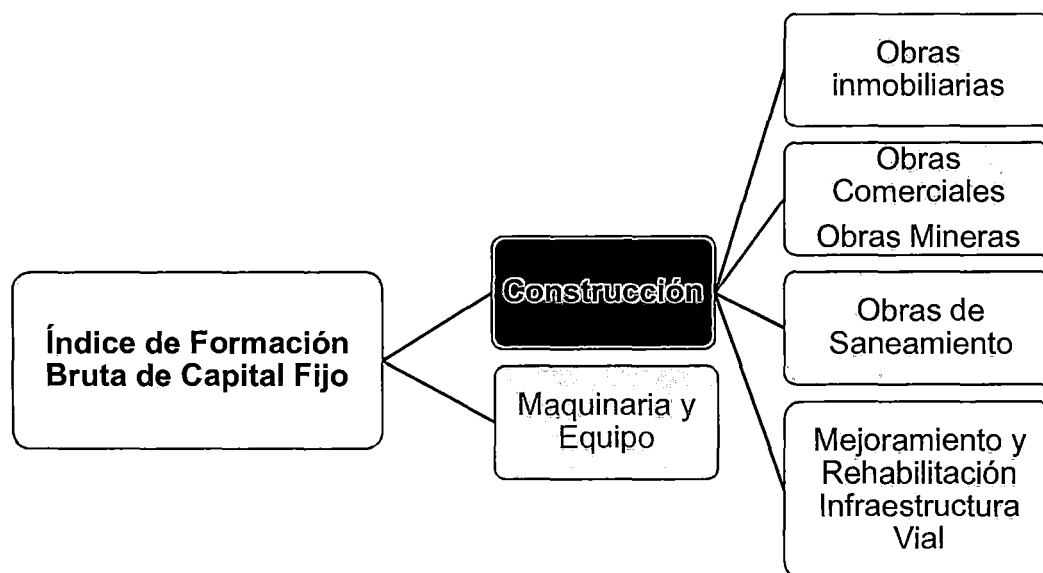 Índice de Formación
Bruta de Capital Fijo
Construcción
Maquinaria y
Equipo
Obras
inmobiliarias
Obras
Comerciales
Obras Mineras
Obras de
Saneamiento
Mejoramiento y
Rehabilitación
Infraestructura
Vial